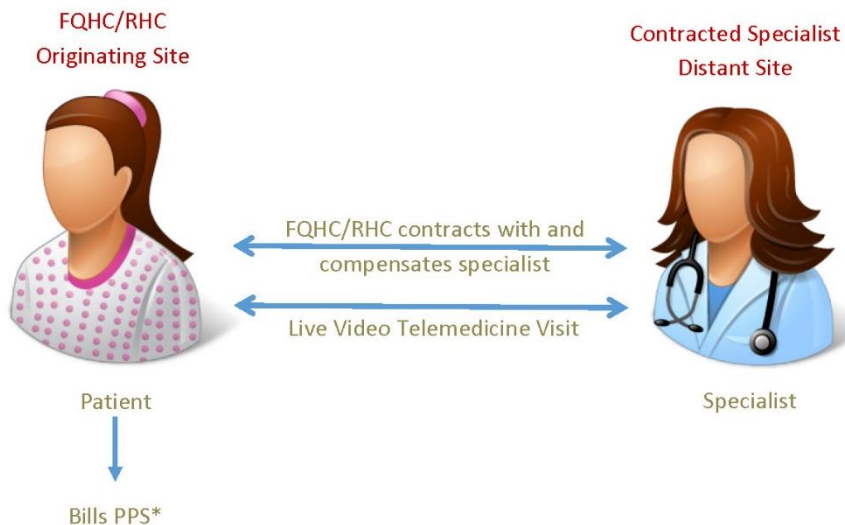 FQHC/RHC
Originating Site
Contracted Specialist
Distant Site
FQHC/RHC contracts with and
compensates specialist
Live Video Telemedicine Visit
Patient
Specialist
Bills PPS*